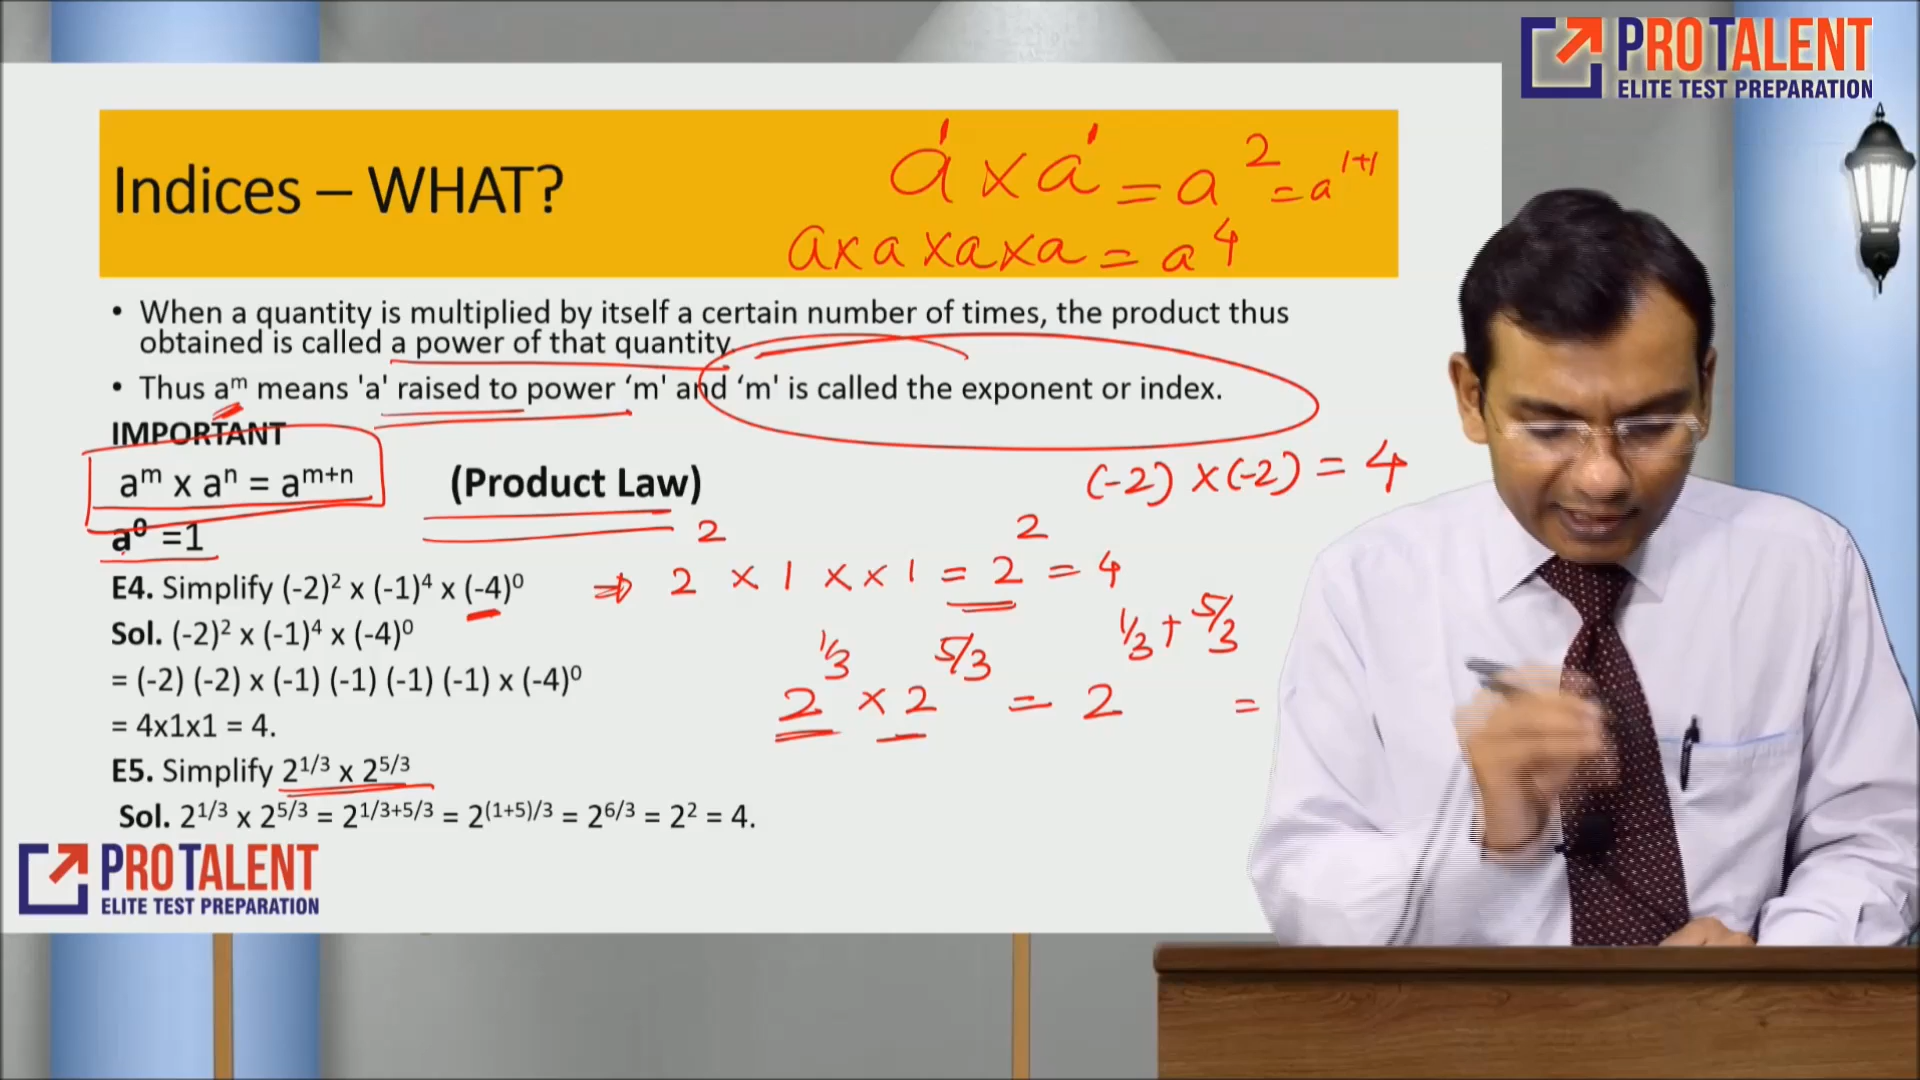 PRO TALENT
ELITE TEST PREPARATION
Indices – WHAT?
a¹ x a¹ = a² = a¹⁺¹
a x a x a x a = a⁴
• When a quantity is multiplied by itself a certain number of times, the product thus
obtained is called a power of that quantity.
• Thus aᵐ means 'a' raised to power ‘m' and ‘m' is called the exponent or index.
IMPORTANT
aᵐ x aⁿ = aᵐ⁺ⁿ (Product Law)
(-2) x (-2) = 4
a⁰ =1
E4. Simplify (-2)² x (-1)⁴ x (-4)⁰
⇒ 2² x 1 x x 1 = 2² = 4
Sol. (-2)² x (-1)⁴ x (-4)⁰
= (-2) (-2) x (-1) (-1) (-1) (-1) x (-4)⁰
2^1/3 x 2^5/3 = 2^1/3 + 5/3 =
= 4x1x1 = 4.
E5. Simplify 2^1/3 x 2^5/3
Sol. 2^1/3 x 2^5/3 = 2^1/3+5/3 = 2^(1+5)/3 = 2^6/3 = 2² = 4.
PRO TALENT
ELITE TEST PREPARATION